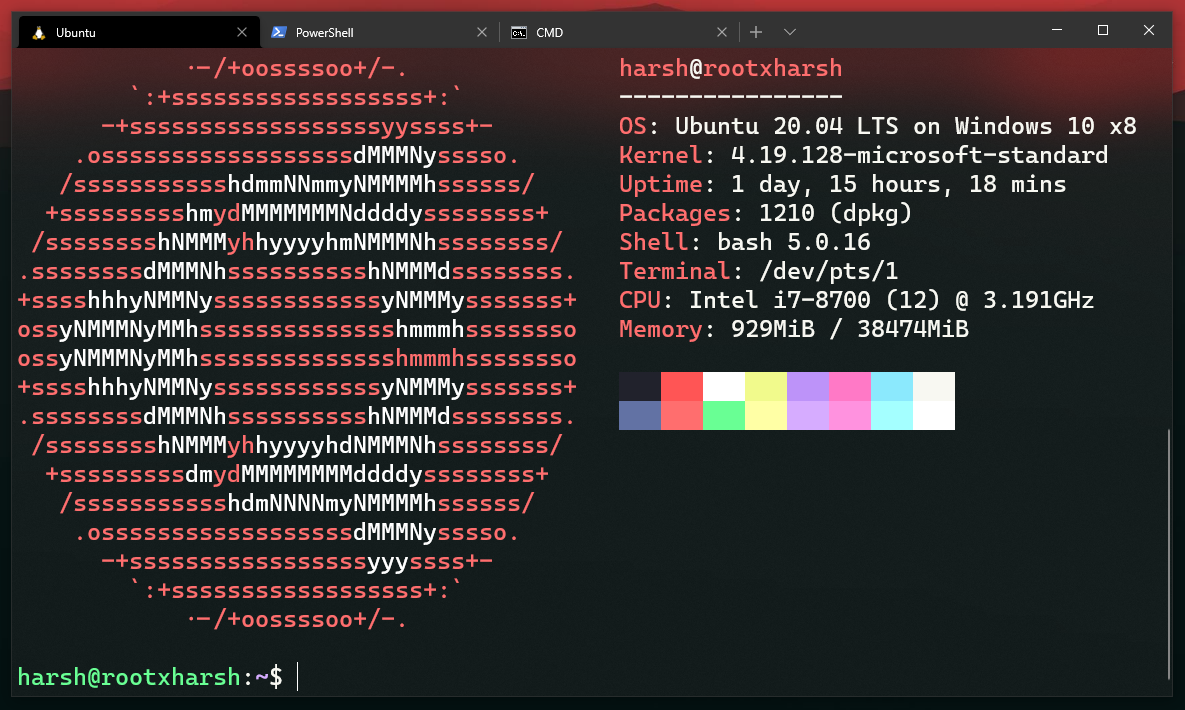 Ubuntu PowerShell CMD
.-/+oossssoo+/-.
`:+ssssssssssssssssss+:`
-+ssssssssssssssssssyyssss+-
.ossssssssssssssssssdMMMNysssso.
/ssssssssssshdmmNNmmyNMMMMhssssss/
+ssssssssshmydMMMMMMMNddddyssssssss+
/sssssssshNMMMyhhyyyyhmNMMMNhssssssss/
.ssssssssdMMMNhsssssssssshNMMMdssssssss.
+sssshhhyNMMNyssssssssssssyNMMMysssssss+
ossyNMMMNyMMhsssssssssssssshmmmhssssssso
ossyNMMMNyMMhsssssssssssssshmmmhssssssso
+sssshhhyNMMNyssssssssssssyNMMMysssssss+
.ssssssssdMMMNhsssssssssshNMMMdssssssss.
/sssssssshNMMMyhhyyyyhdNMMMNhssssssss/
+sssssssssdmydMMMMMMMMddddyssssssss+
/ssssssssssshdmNNNNmyNMMMMhssssss/
.ossssssssssssssssssdMMMNysssso.
-+sssssssssssssssssyyyssss+-
`:+ssssssssssssssssss+:`
.-/+oossssoo+/-.
harsh@rootxharsh
----------------
OS: Ubuntu 20.04 LTS on Windows 10 x8
Kernel: 4.19.128-microsoft-standard
Uptime: 1 day, 15 hours, 18 mins
Packages: 1210 (dpkg)
Shell: bash 5.0.16
Terminal: /dev/pts/1
CPU: Intel i7-8700 (12) @ 3.191GHz
Memory: 929MiB / 38474MiB
harsh@rootxharsh:~$